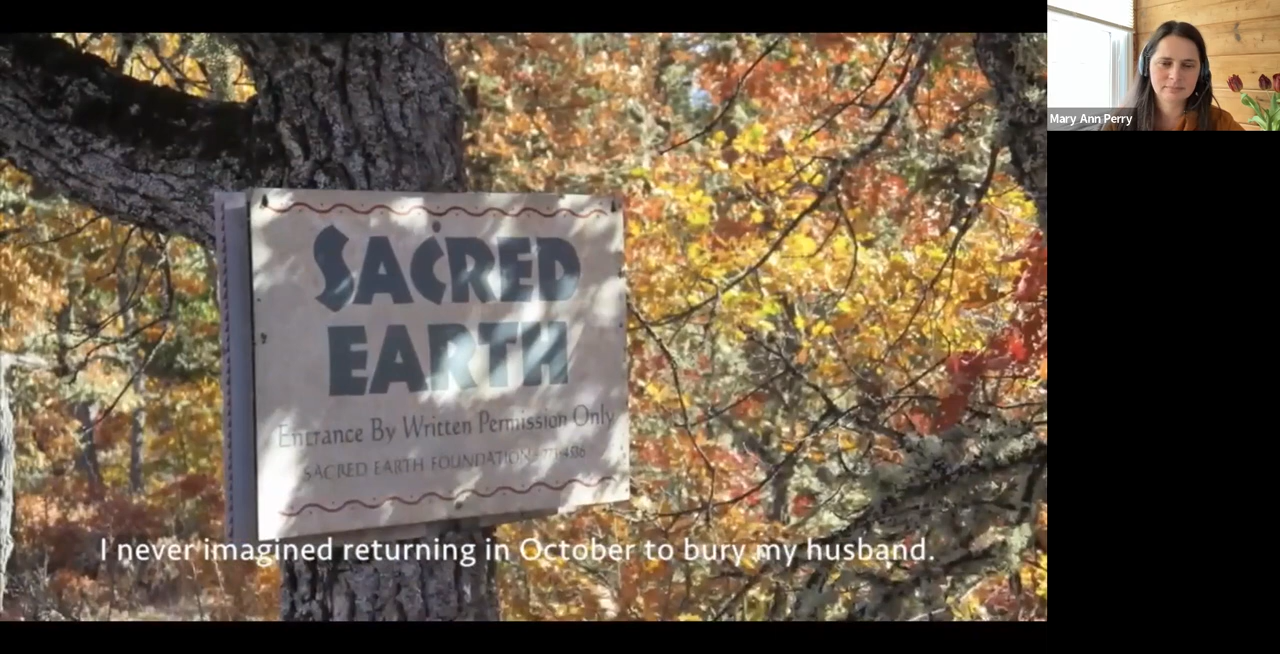 SACRED
EARTH
Entrance By Written Permission Only
SACRED EARTH FOUNDATION
I never imagined returning in October to bury my husband.
Mary Ann Perry